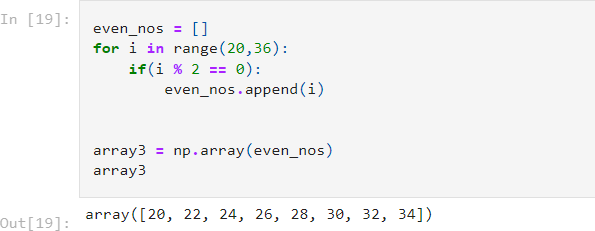 In [19]:
even_nos = []
for i in range(20,36):
    if(i % 2 == 0):
        even_nos.append(i)
array3 = np.array(even_nos)
array3
Out[19]: array([20, 22, 24, 26, 28, 30, 32, 34])